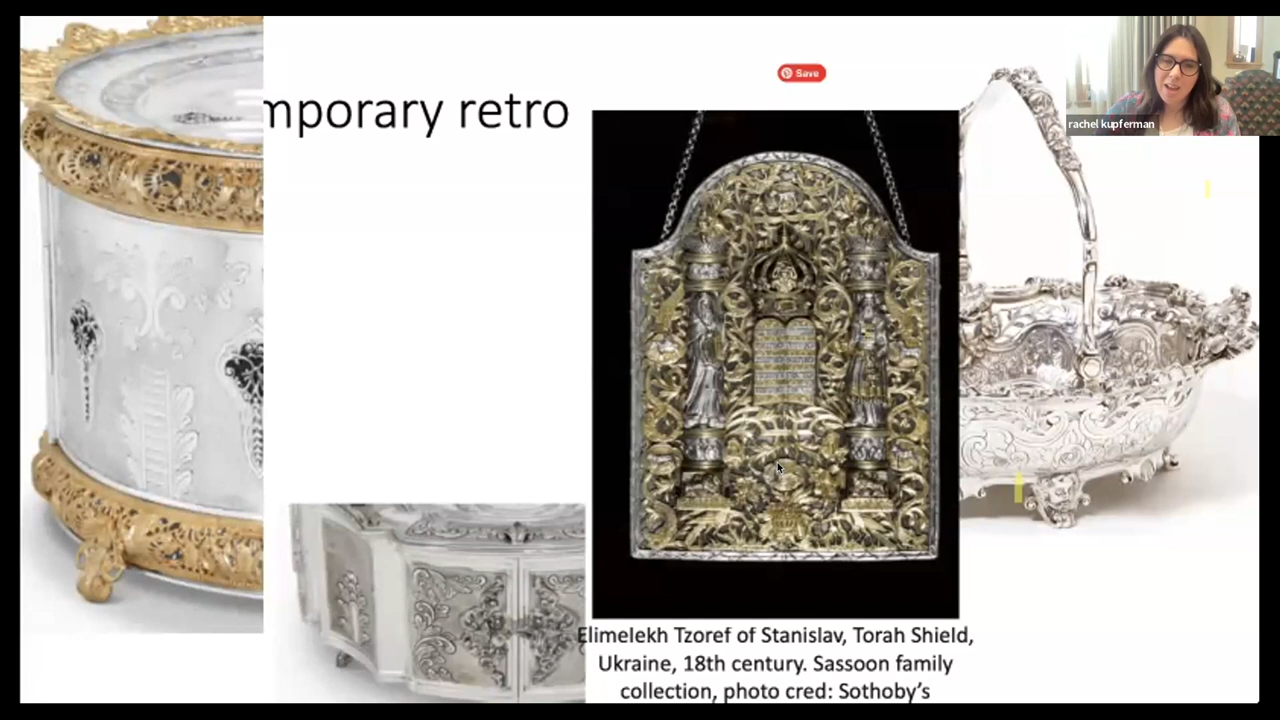 Save
rachel kupferman
mporary retro
Elimelekh Tzoref of Stanislav, Torah Shield,
Ukraine, 18th century. Sassoon family
collection, photo cred: Sothoby's